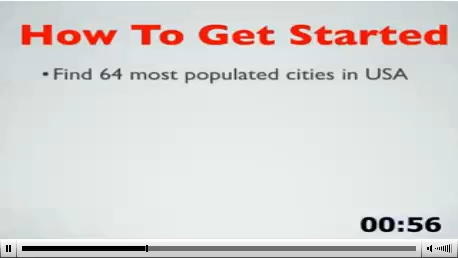 How To Get Started
• Find 64 most populated cities in USA
00:56